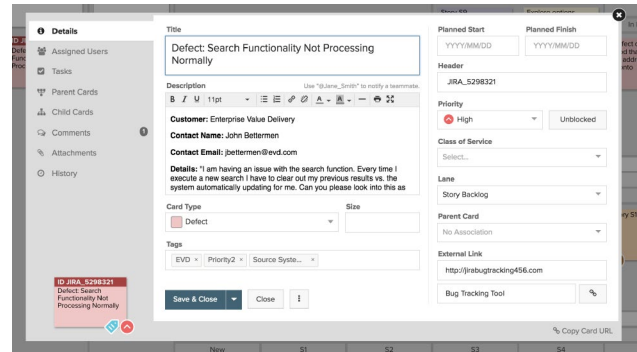 Story 59
Explore options
Details
Assigned Users
Tasks
Parent Cards
Child Cards
Comments
Attachments
History
ID JIRA_5298321
Defect: Search
Functionality Not
Processing Normally
Title
Defect: Search Functionality Not Processing
Normally
Description
Use "@Jane_Smith" to notify a teammate.
B I U 11pt A A
Customer: Enterprise Value Delivery
Contact Name: John Bettermen
Contact Email: jbettermen@evd.com
Details: "I am having an issue with the search function. Every time I
execute a new search I have to clear out my previous results vs. the
system automatically updating for me. Can you please look into this as
Card Type
Size
Defect
Tags
EVD × Priority2 × Source Syste... ×
Save & Close
Close
Planned Start
Planned Finish
YYYY/MM/DD
YYYY/MM/DD
Header
JIRA_5298321
Priority
High
Unblocked
Class of Service
Select...
Lane
Story Backlog
Parent Card
No Association
External Link
http://jirabugtracking456.com
Bug Tracking Tool
Copy Card URL
New
S1
S2
S3
S4